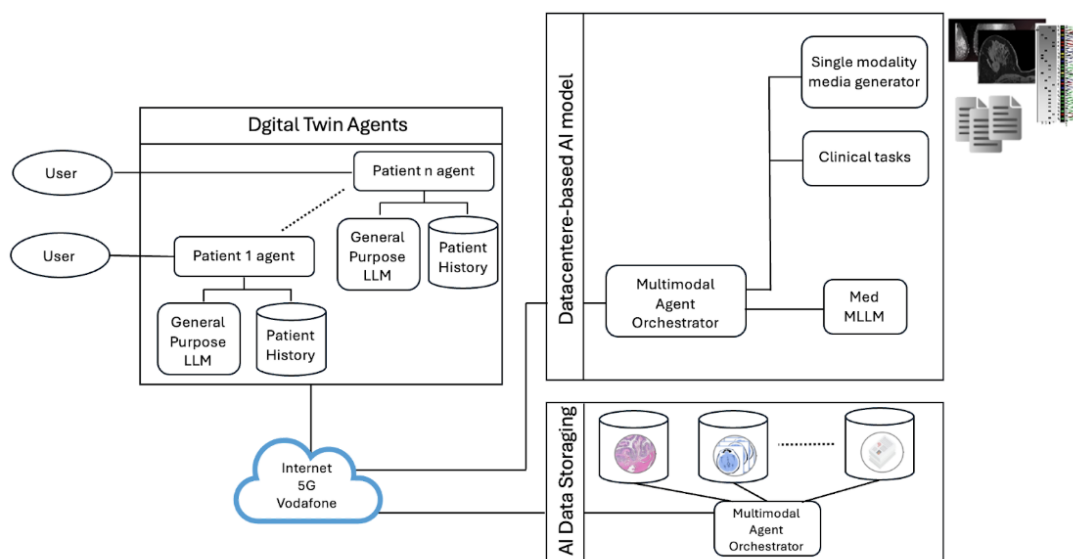 Dgital Twin Agents
User
Patient n agent
General
Purpose
LLM
Patient
History
User
Patient 1 agent
General
Purpose
LLM
Patient
History
Internet
5G
Vodafone
Datacentere-based AI model
Single modality
media generator
Clinical tasks
Multimodal
Agent
Orchestrator
Med
MLLM
AI Data Storaging
Multimodal
Agent
Orchestrator